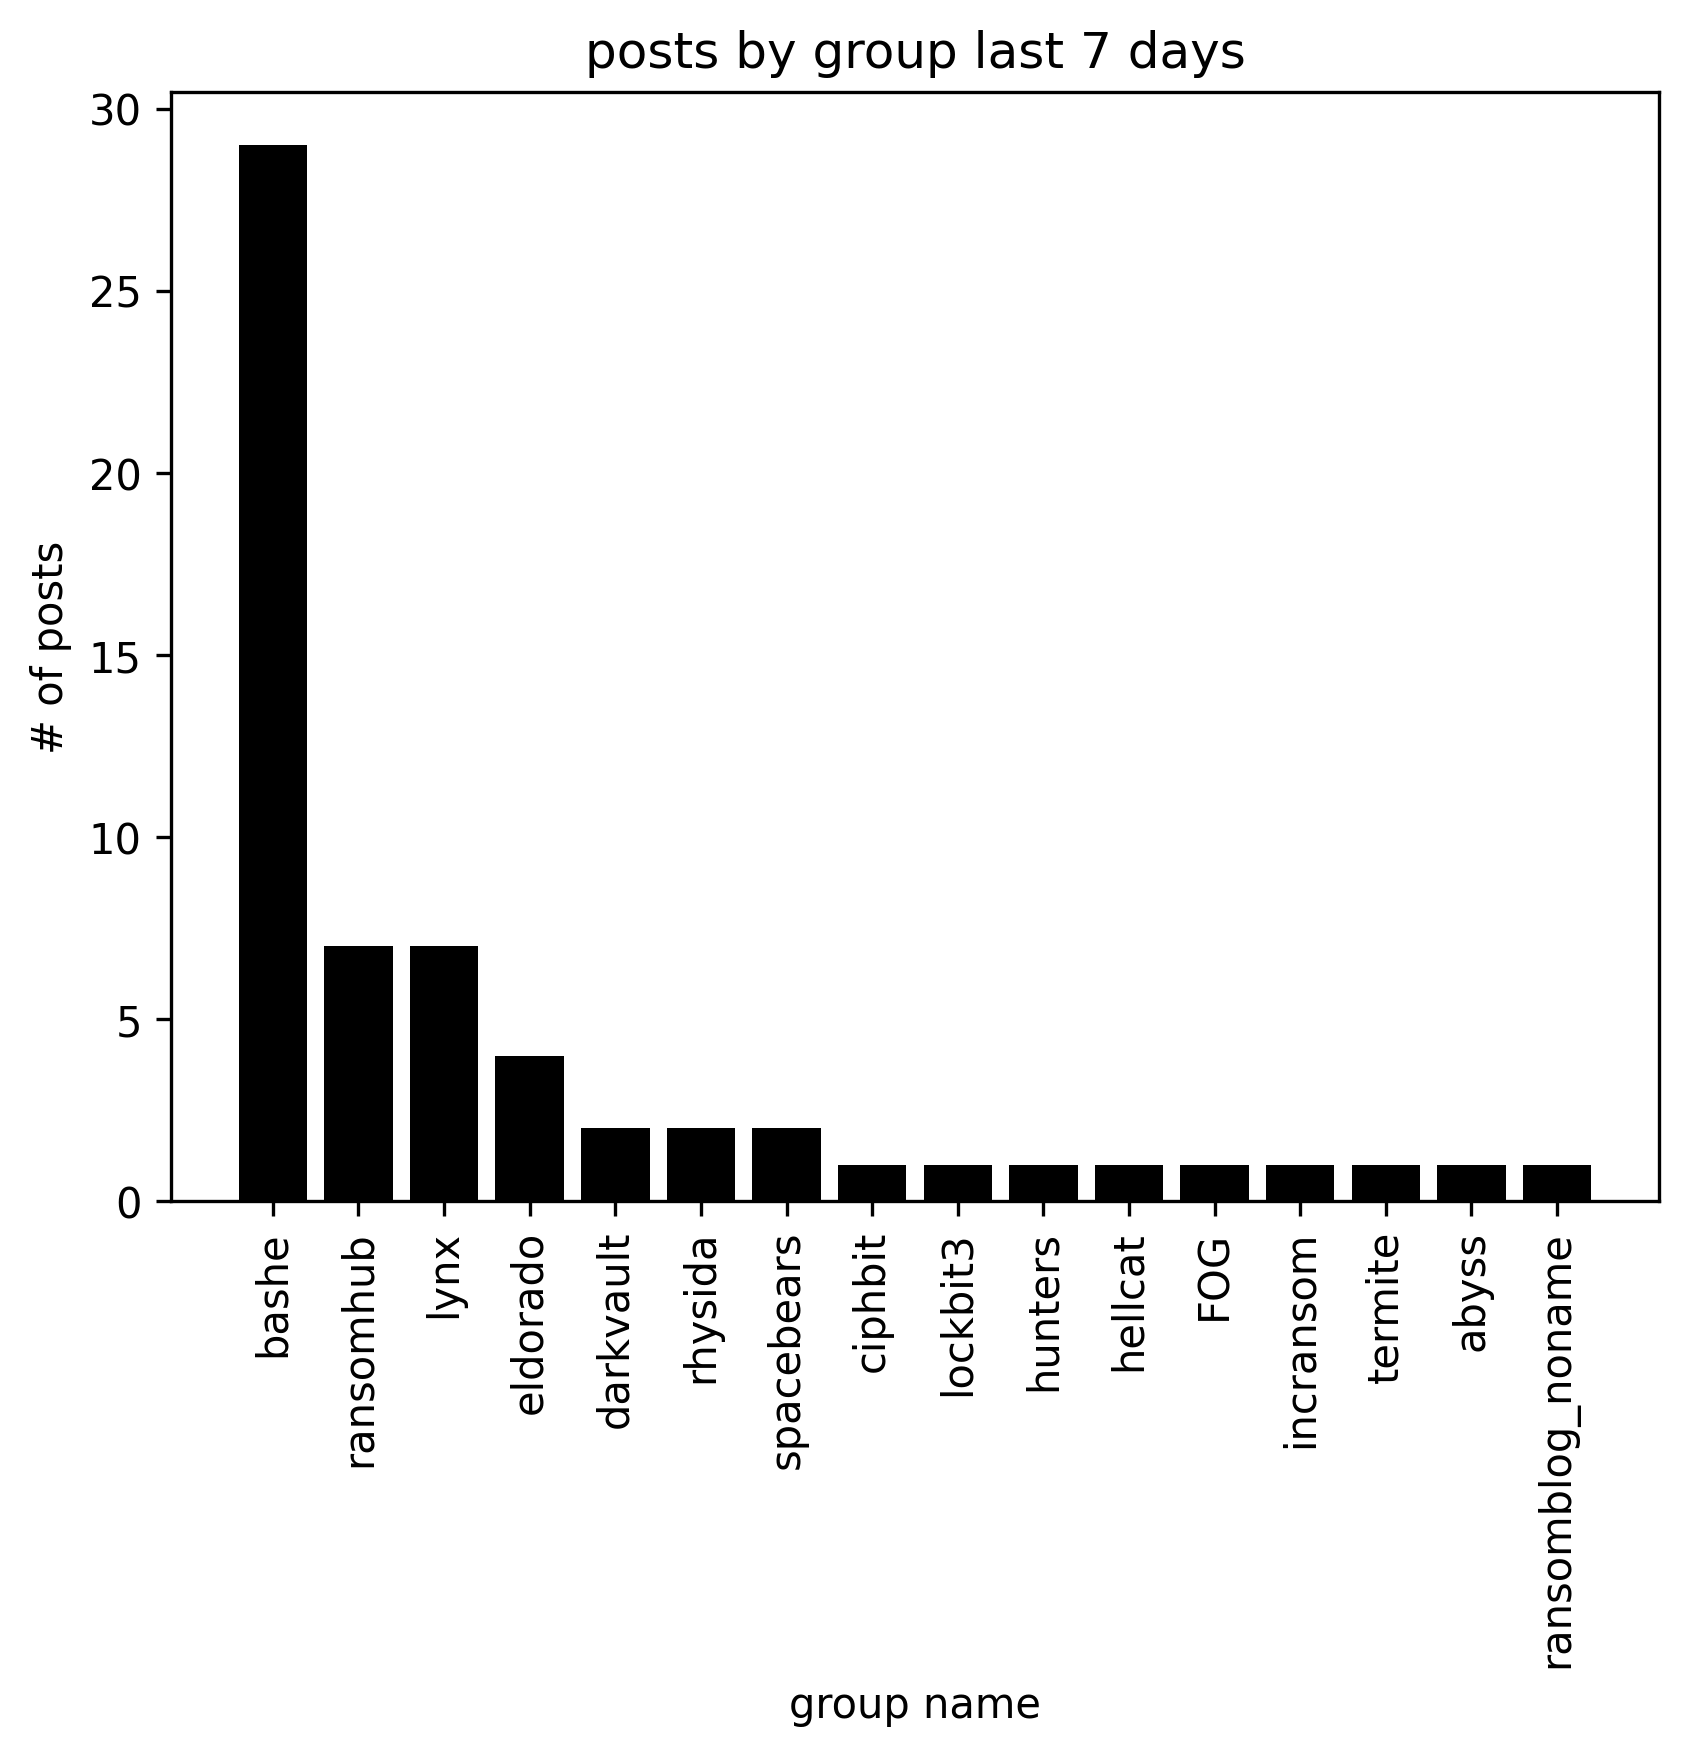 posts by group last 7 days
30
25
20
15
10
5
0
# of posts
bashe
ransomhub
lynx
eldorado
darkvault
rhysida
spacebears
ciphbit
lockbit3
hunters
hellcat
FOG
incransom
termite
abyss
ransomblog_noname
group name